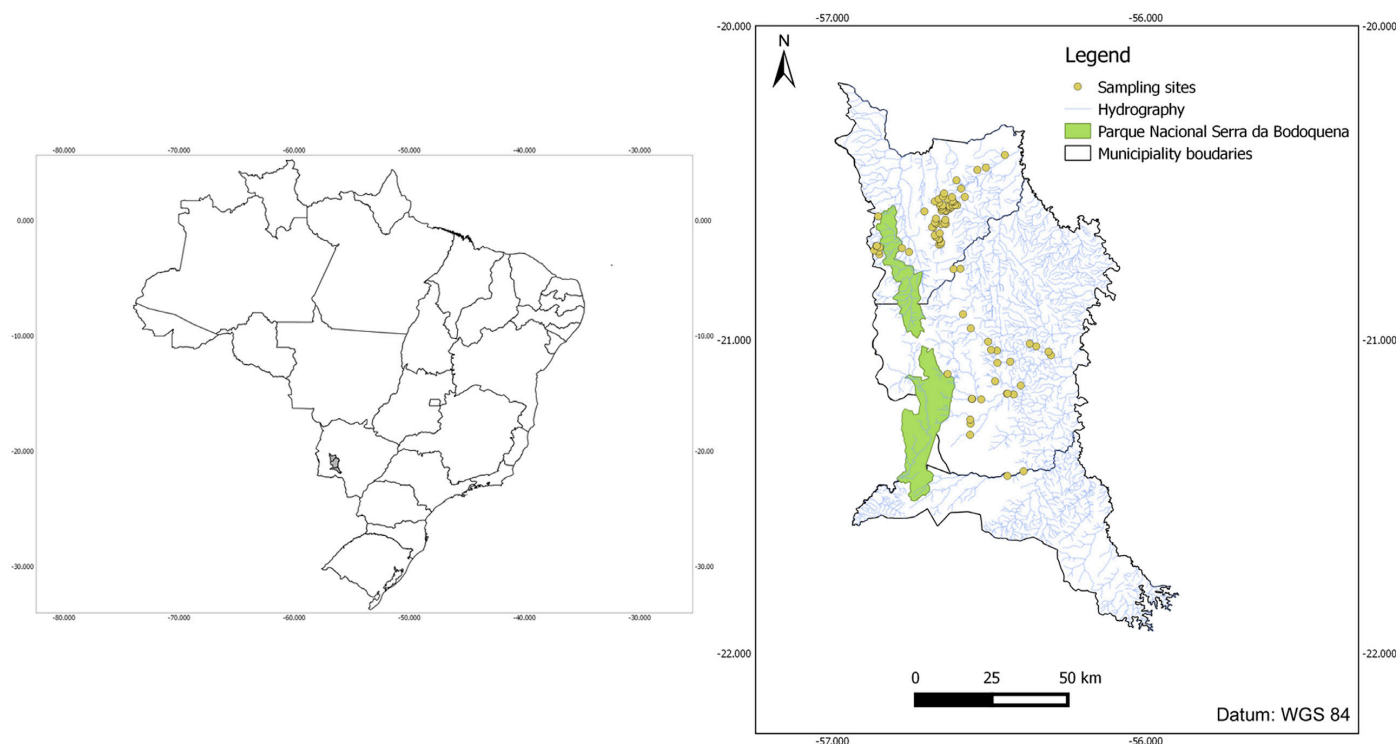 -80.000 -70.000 -60.000 -50.000 -40.000 -30.000
0.000 0.000
-10.000 -10.000
-20.000 -20.000
-30.000 -30.00
-80.000 -70.000 -60.000 -50.000 -40.000 -30.000
-57.000 -56.000
-20.000 -20.000
N
Legend
Sampling sites
Hydrography
Parque Nacional Serra da Bodoquena
Municipiality boudaries
-21.000 -21.000
-22.000 -22.000
0 25 50 km
Datum: WGS 84
-57.000 -56.000